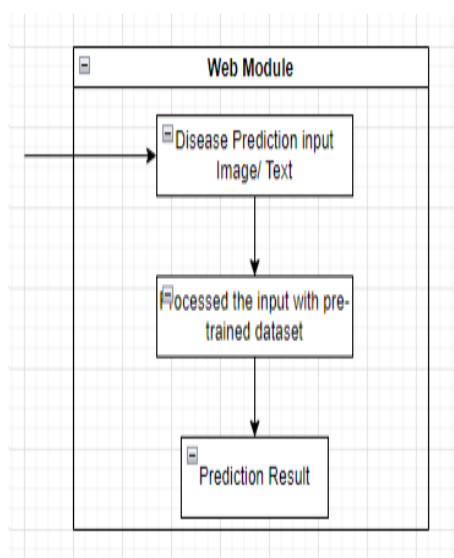 Web Module
Disease Prediction input
Image/ Text
Processed the input with pre-
trained dataset
Prediction Result